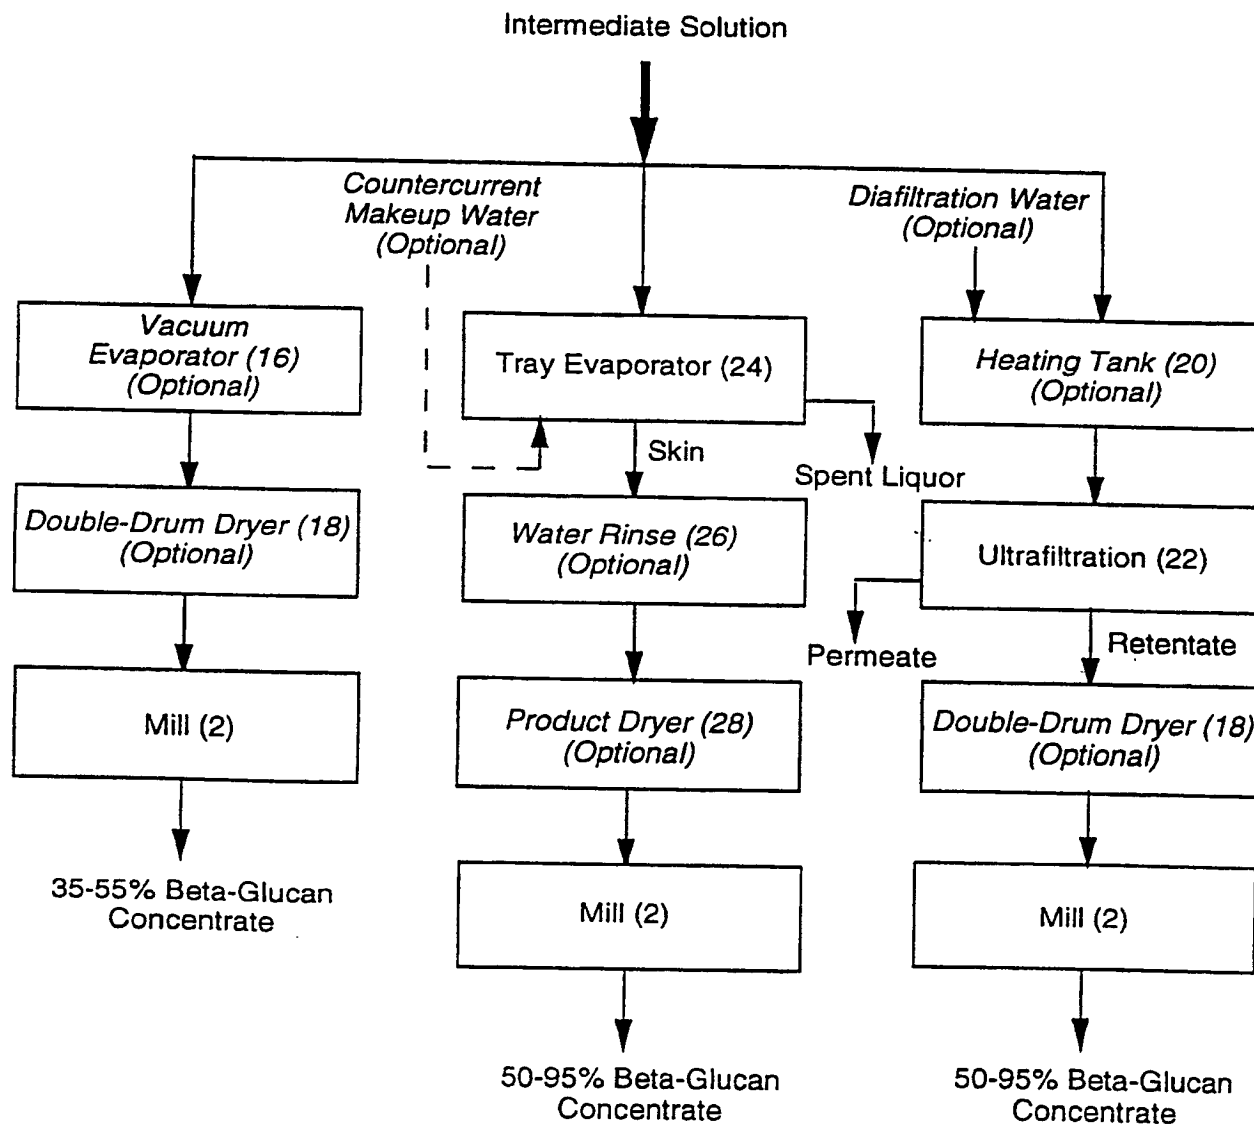 Intermediate Solution
Countercurrent
Makeup Water
(Optional)
Diafiltration Water
(Optional)
Vacuum
Evaporator (16)
(Optional)
Tray Evaporator (24)
Heating Tank (20)
(Optional)
Skin
Spent Liquor
Double-Drum Dryer (18)
(Optional)
Water Rinse (26)
(Optional)
Ultrafiltration (22)
Permeate
Retentate
Mill (2)
Product Dryer (28)
(Optional)
Double-Drum Dryer (18)
(Optional)
35-55% Beta-Glucan
Concentrate
Mill (2)
Mill (2)
50-95% Beta-Glucan
Concentrate
50-95% Beta-Glucan
Concentrate